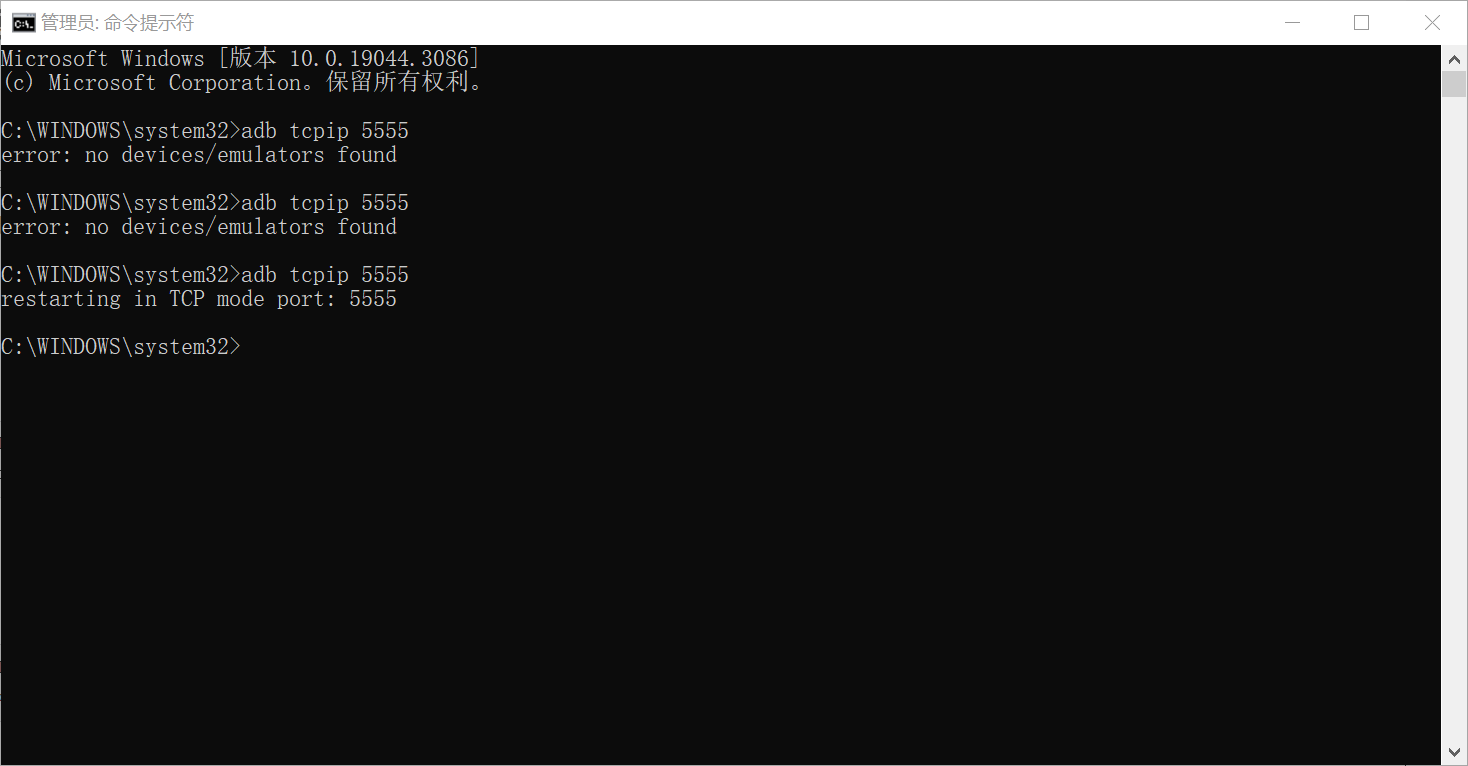 管理员: 命令提示符
Microsoft Windows [版本 10.0.19044.3086]
(c) Microsoft Corporation。保留所有权利。
C:\WINDOWS\system32>adb tcpip 5555
error: no devices/emulators found
C:\WINDOWS\system32>adb tcpip 5555
error: no devices/emulators found
C:\WINDOWS\system32>adb tcpip 5555
restarting in TCP mode port: 5555
C:\WINDOWS\system32>